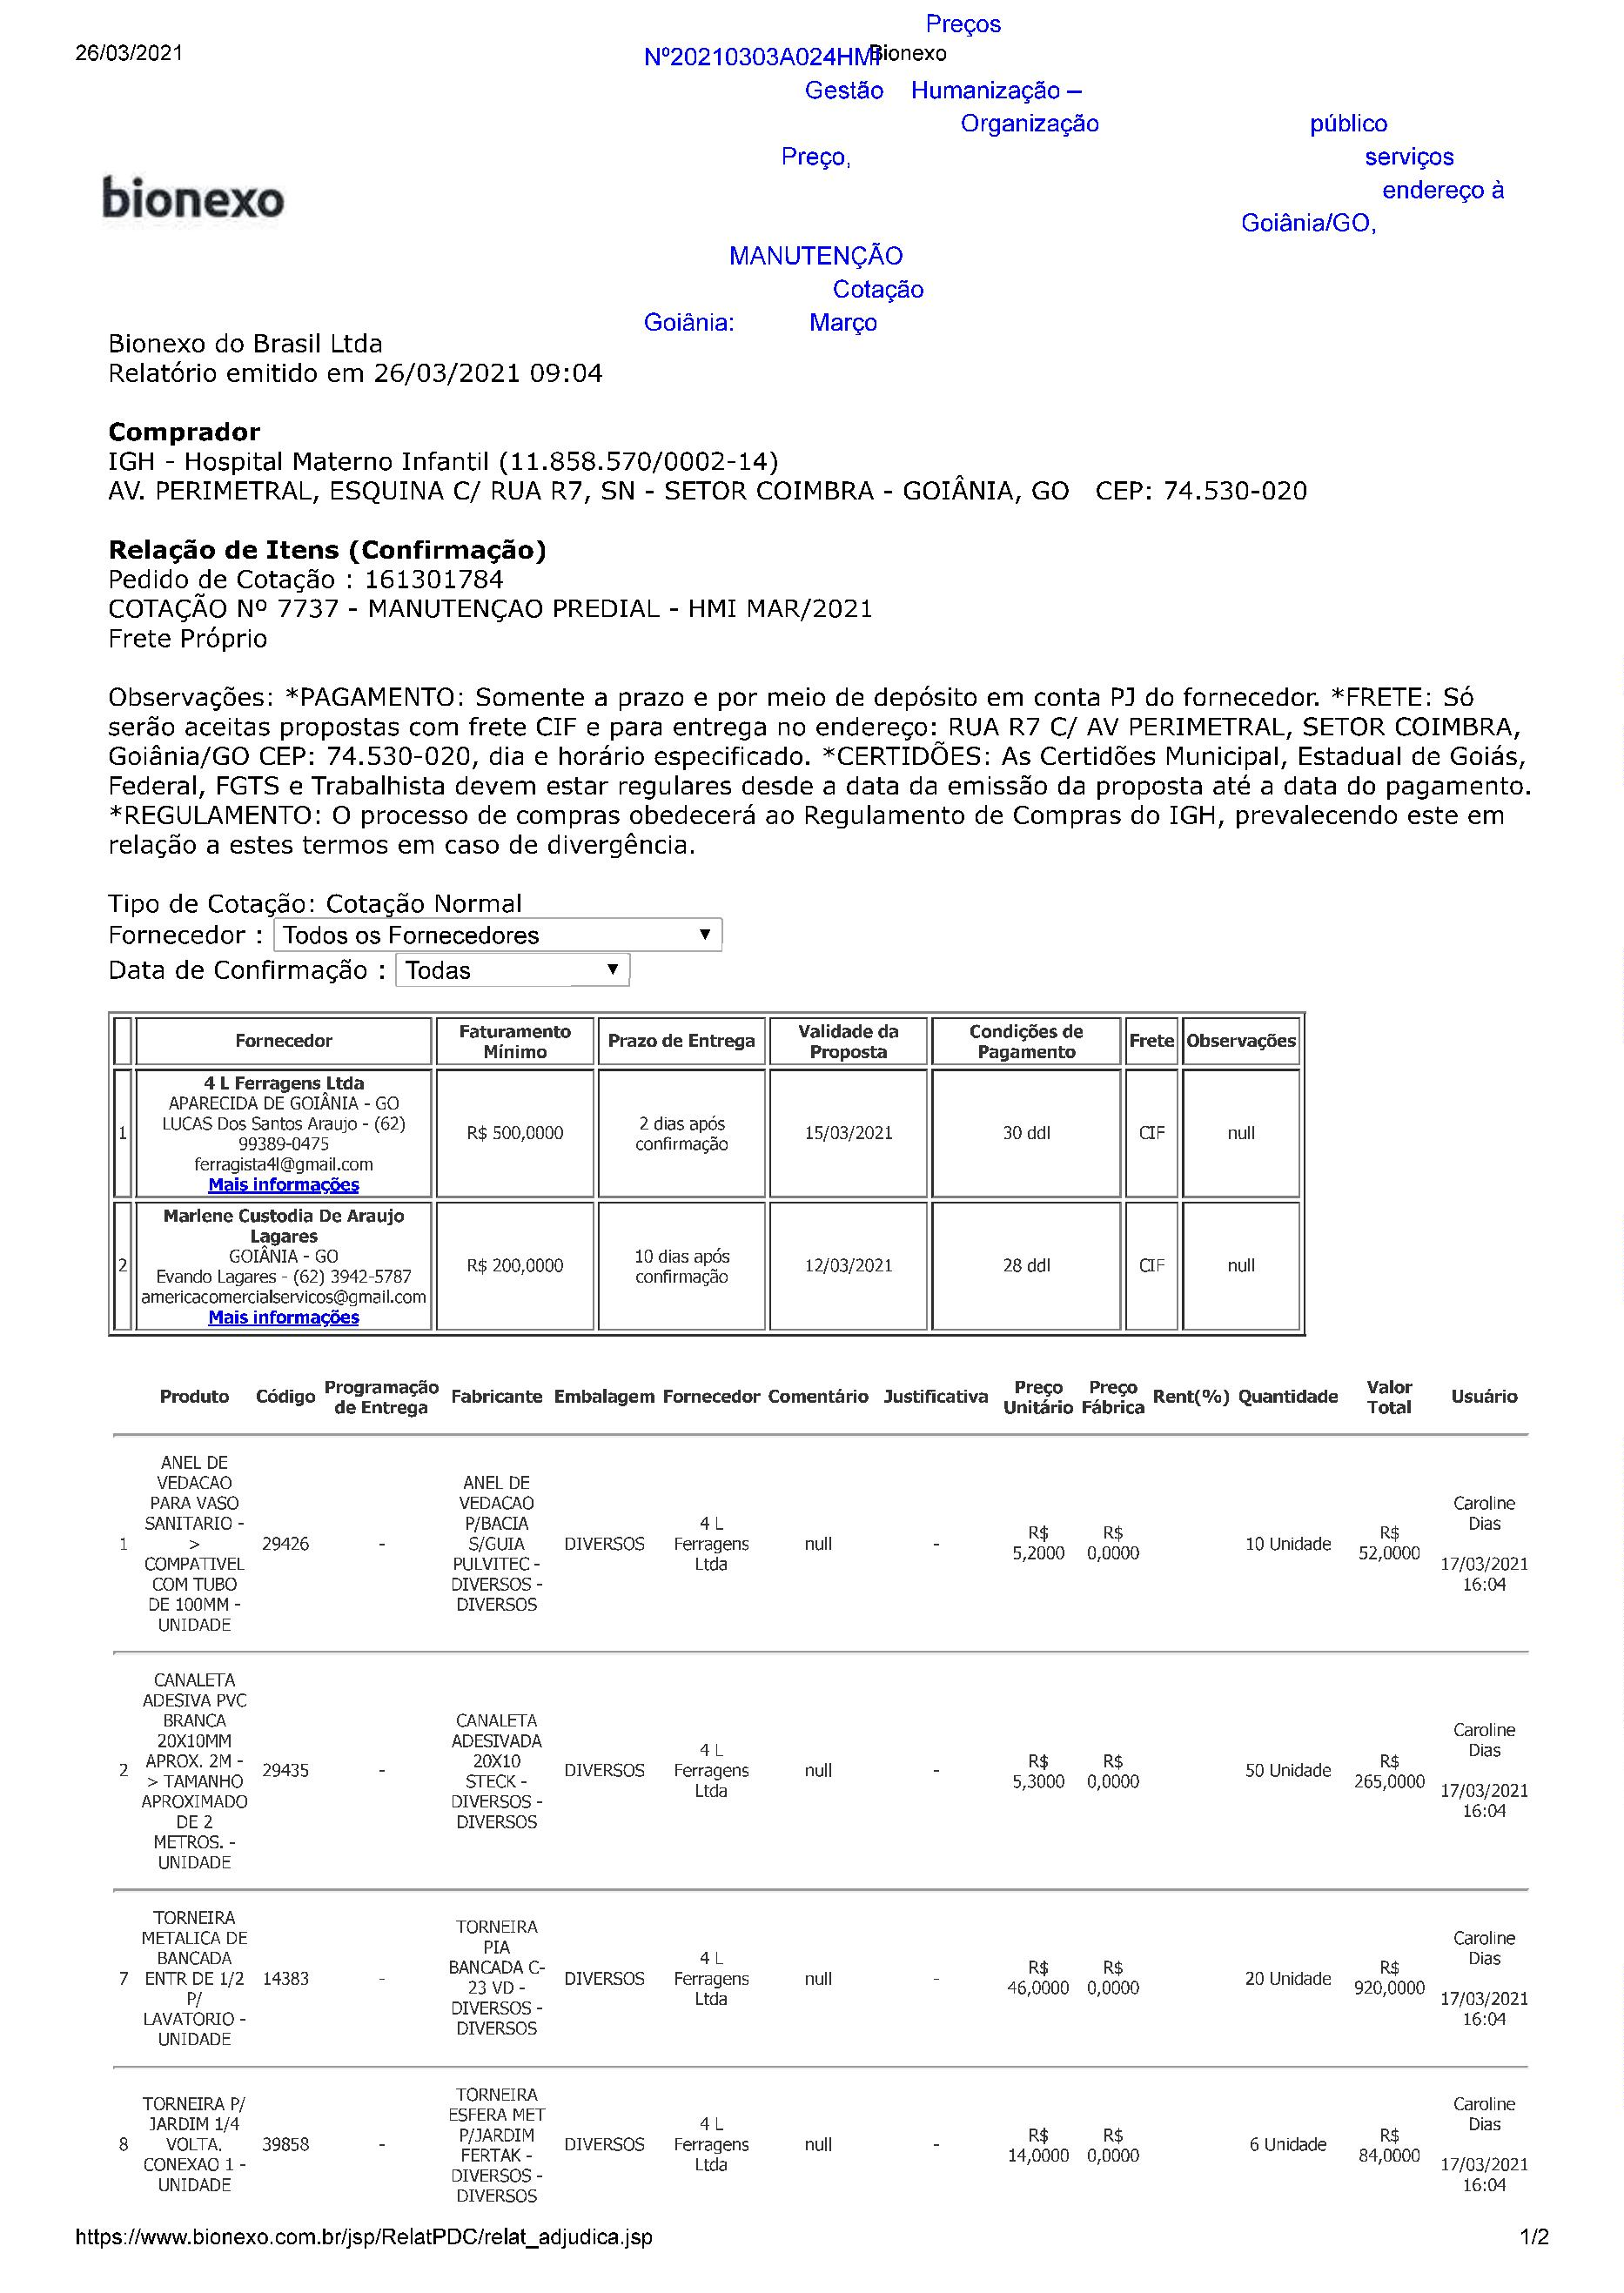 Preços
26/03/2021
Nº20210303A024HMI
Bionexo
Gestão Humanização –
Organização público
Preço, serviços
bionexo
endereço à
Goiânia/GO,
MANUTENÇÃO
Cotação
Goiânia: Março
Bionexo do Brasil Ltda
Relatório emitido em 26/03/2021 09:04
Comprador
IGH - Hospital Materno Infantil (11.858.570/0002-14)
AV. PERIMETRAL, ESQUINA C/ RUA R7, SN - SETOR COIMBRA - GOIÂNIA, GO CEP: 74.530-020
Relação de Itens (Confirmação)
Pedido de Cotação : 161301784
COTAÇÃO Nº 7737 - MANUTENÇAO PREDIAL - HMI MAR/2021
Frete Próprio
Observações: *PAGAMENTO: Somente a prazo e por meio de depósito em conta PJ do fornecedor. *FRETE: Só
serão aceitas propostas com frete CIF e para entrega no endereço: RUA R7 C/ AV PERIMETRAL, SETOR COIMBRA,
Goiânia/GO CEP: 74.530-020, dia e horário especificado. *CERTIDÕES: As Certidões Municipal, Estadual de Goiás,
Federal, FGTS e Trabalhista devem estar regulares desde a data da emissão da proposta até a data do pagamento.
*REGULAMENTO: O processo de compras obedecerá ao Regulamento de Compras do IGH, prevalecendo este em
relação a estes termos em caso de divergência.
Tipo de Cotação: Cotação Normal
Fornecedor : Todos os Fornecedores
Data de Confirmação : Todas
Fornecedor
Faturamento
Mínimo
Prazo de Entrega
Validade da
Proposta
Condições de
Pagamento
Frete
Observações
1
4 L Ferragens Ltda
APARECIDA DE GOIÂNIA - GO
LUCAS Dos Santos Araujo - (62)
99389-0475
ferragista4l@gmail.com
Mais informações
R$ 500,0000
2 dias após
confirmação
15/03/2021
30 ddl
CIF
null
2
Marlene Custodia De Araujo
Lagares
GOIÂNIA - GO
Evando Lagares - (62) 3942-5787
americacomercialservicos@gmail.com
Mais informações
R$ 200,0000
10 dias após
confirmação
12/03/2021
28 ddl
CIF
null
Produto
Código
Programação
de Entrega
Fabricante
Embalagem
Fornecedor
Comentário
Justificativa
Preço
Unitário
Preço
Fábrica
Rent(%)
Quantidade
Valor
Total
Usuário
1
ANEL DE
VEDACAO
PARA VASO
SANITARIO -
>
COMPATIVEL
COM TUBO
DE 100MM -
UNIDADE
29426
-
ANEL DE
VEDACAO
P/BACIA
S/GUIA
PULVITEC -
DIVERSOS -
DIVERSOS
DIVERSOS
4 L
Ferragens
Ltda
null
-
R$
5,2000
R$
0,0000
10 Unidade
R$
52,0000
Caroline
Dias
17/03/2021
16:04
2
CANALETA
ADESIVA PVC
BRANCA
20X10MM
APROX. 2M -
> TAMANHO
APROXIMADO
DE 2
METROS. -
UNIDADE
29435
-
CANALETA
ADESIVADA
20X10
STECK -
DIVERSOS -
DIVERSOS
DIVERSOS
4 L
Ferragens
Ltda
null
-
R$
5,3000
R$
0,0000
50 Unidade
R$
265,0000
Caroline
Dias
17/03/2021
16:04
7
TORNEIRA
METALICA DE
BANCADA
ENTR DE 1/2
P/
LAVATORIO -
UNIDADE
14383
-
TORNEIRA
PIA
BANCADA C-
23 VD -
DIVERSOS -
DIVERSOS
DIVERSOS
4 L
Ferragens
Ltda
null
-
R$
46,0000
R$
0,0000
20 Unidade
R$
920,0000
Caroline
Dias
17/03/2021
16:04
8
TORNEIRA P/
JARDIM 1/4
VOLTA.
CONEXAO 1 -
UNIDADE
39858
-
TORNEIRA
ESFERA MET
P/JARDIM
FERTAK -
DIVERSOS -
DIVERSOS
DIVERSOS
4 L
Ferragens
Ltda
null
-
R$
14,0000
R$
0,0000
6 Unidade
R$
84,0000
Caroline
Dias
17/03/2021
16:04
https://www.bionexo.com.br/jsp/RelatPDC/relat_adjudica.jsp
1/2